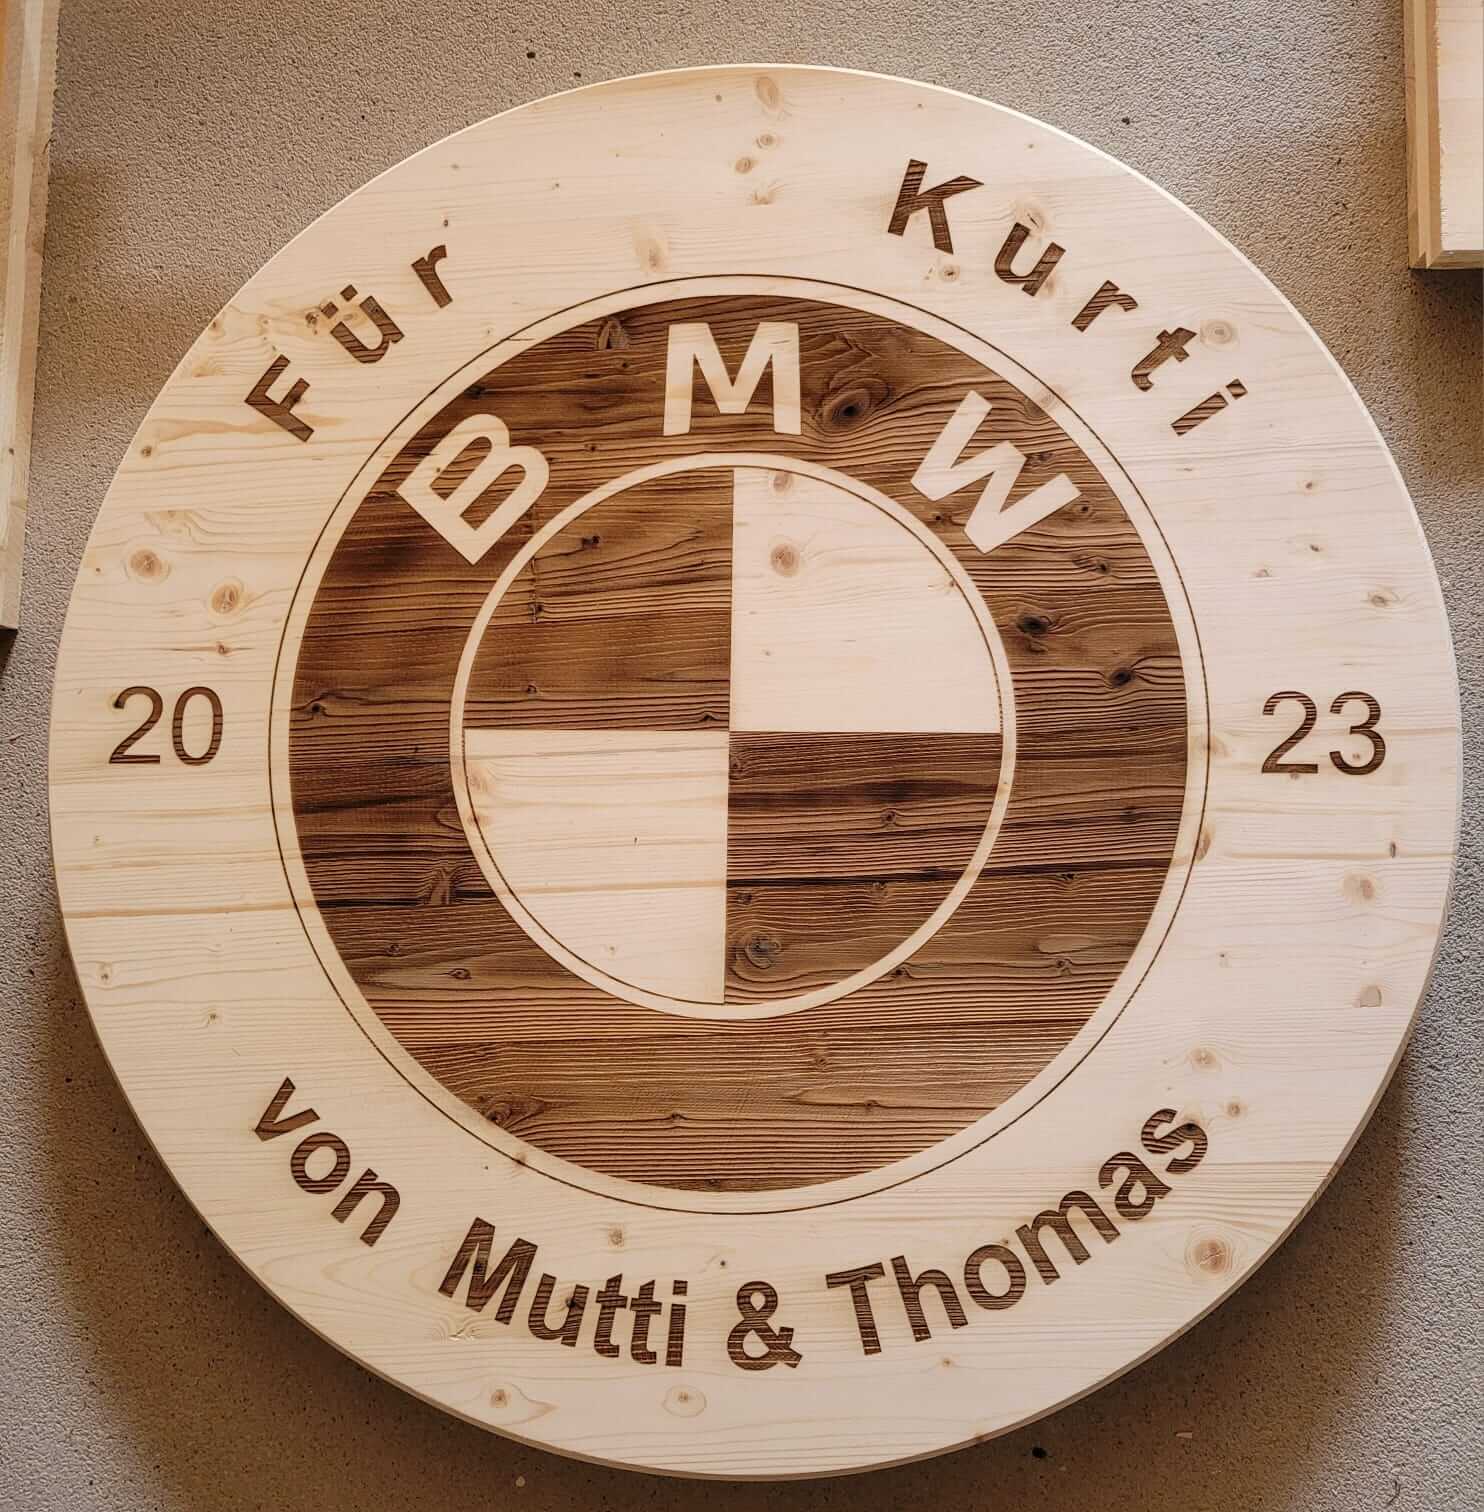 Für Kurti
BMW
20 23
von Mutti & Thomas